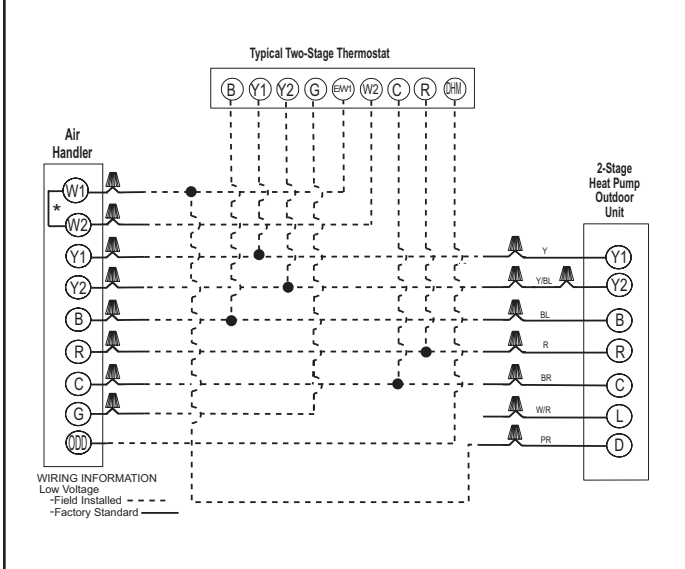 Typical Two-Stage Thermostat
B Y1 Y2 G E/W1 W2 C R DHM
Air
Handler
W1
*
W2
Y1
Y2
B
R
C
G
ODD
2-Stage
Heat Pump
Outdoor
Unit
Y Y1
Y/BL Y2
BL B
R R
BR C
W/R L
PR D
WIRING INFORMATION
Low Voltage
-Field Installed
-Factory Standard